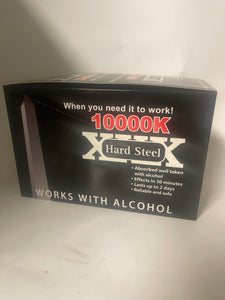 When you need it to work!
10000K
XXX
Hard Steel
• Absorbed well taken
with alcohol
• Effects in 30 minutes
• Lasts up to 2 days
• Reliable and safe
WORKS WITH ALCOHOL